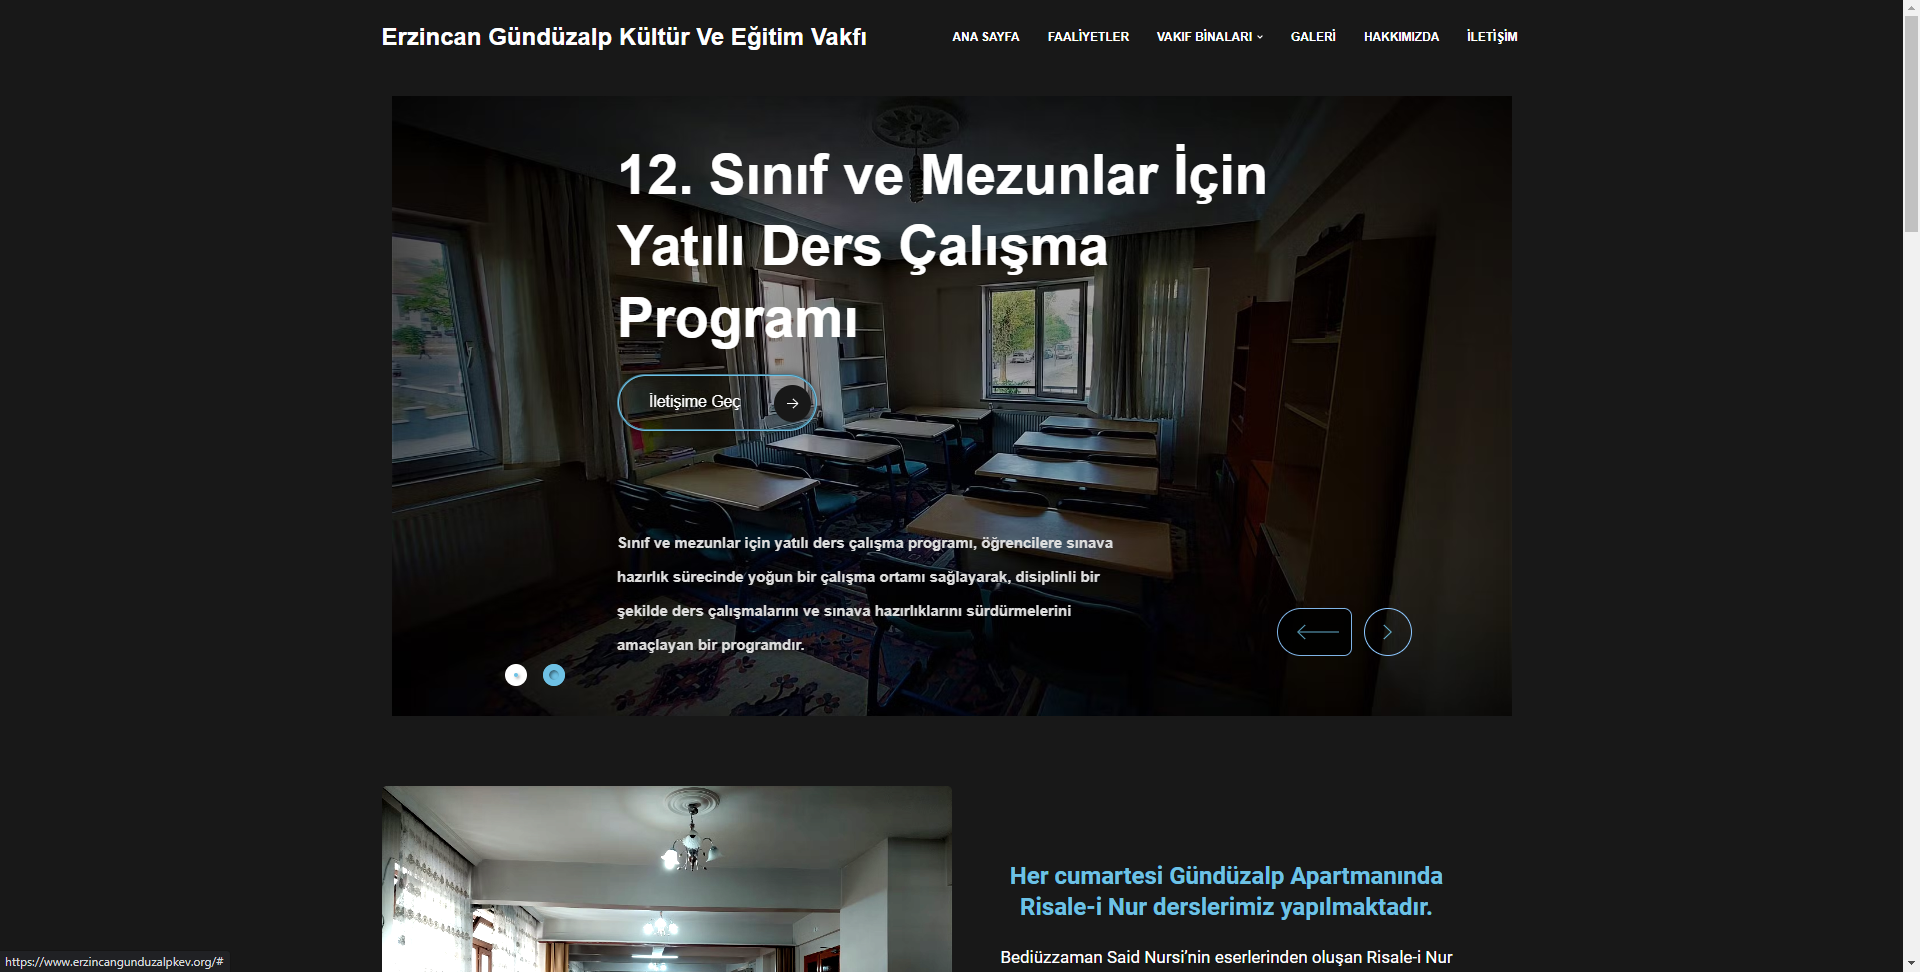 Erzincan Gündüzalp Kültür Ve Eğitim Vakfı
ANA SAYFA FAALİYETLER VAKIF BİNALARI GALERİ HAKKIMIZDA İLETİŞİM
12. Sınıf ve Mezunlar İçin
Yatılı Ders Çalışma
Programı
İletişime Geç
Sınıf ve mezunlar için yatılı ders çalışma programı, öğrencilere sınava
hazırlık sürecinde yoğun bir çalışma ortamı sağlayarak, disiplinli bir
şekilde ders çalışmalarını ve sınava hazırlıklarını sürdürmelerini
amaçlayan bir programdır.
Her cumartesi Gündüzalp Apartmanında
Risale-i Nur derslerimiz yapılmaktadır.
Bediüzzaman Said Nursi’nin eserlerinden oluşan Risale-i Nur
https://www.erzincangunduzalpkev.org/#